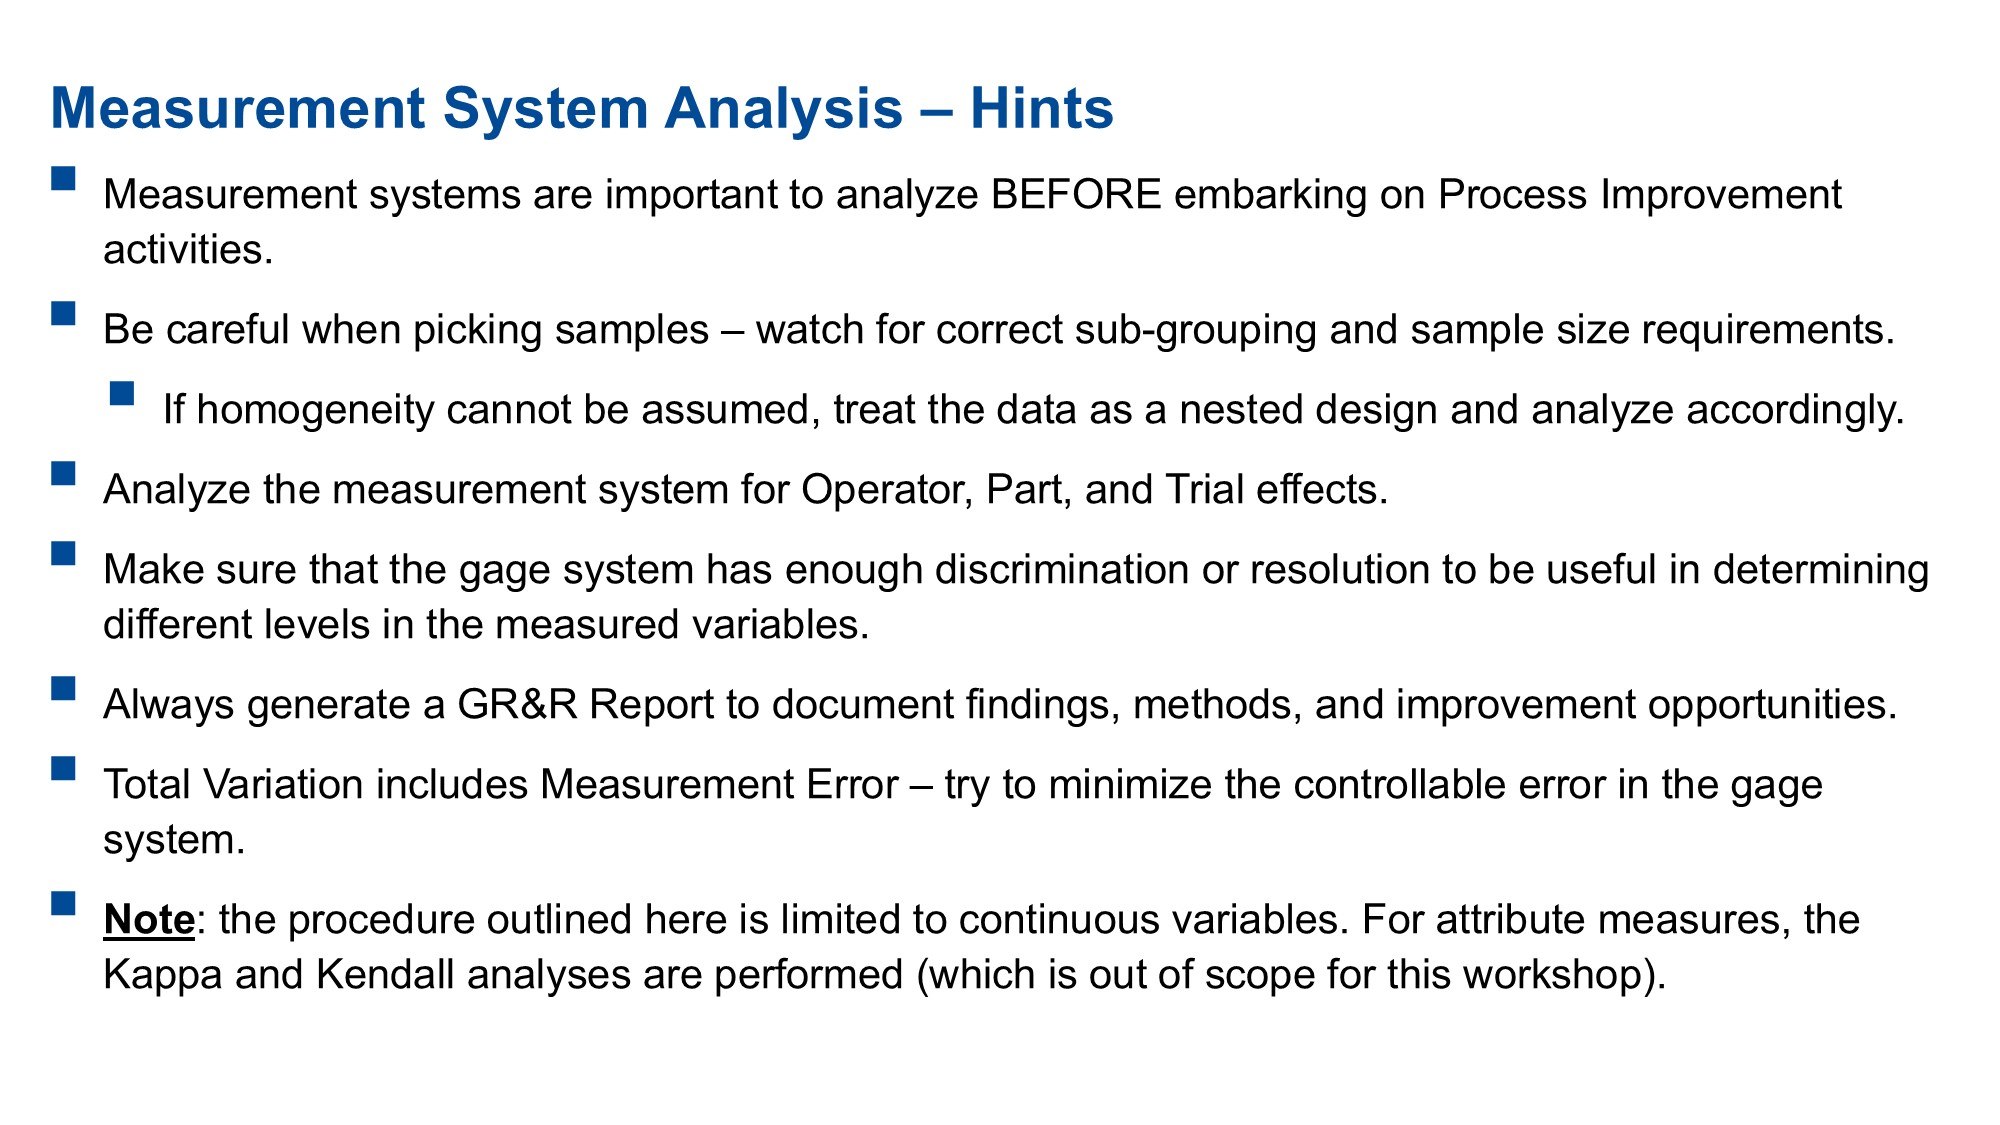 Measurement System Analysis – Hints
Measurement systems are important to analyze BEFORE embarking on Process Improvement
activities.
Be careful when picking samples – watch for correct sub-grouping and sample size requirements.
If homogeneity cannot be assumed, treat the data as a nested design and analyze accordingly.
Analyze the measurement system for Operator, Part, and Trial effects.
Make sure that the gage system has enough discrimination or resolution to be useful in determining
different levels in the measured variables.
Always generate a GR&R Report to document findings, methods, and improvement opportunities.
Total Variation includes Measurement Error – try to minimize the controllable error in the gage
system.
Note: the procedure outlined here is limited to continuous variables. For attribute measures, the
Kappa and Kendall analyses are performed (which is out of scope for this workshop).